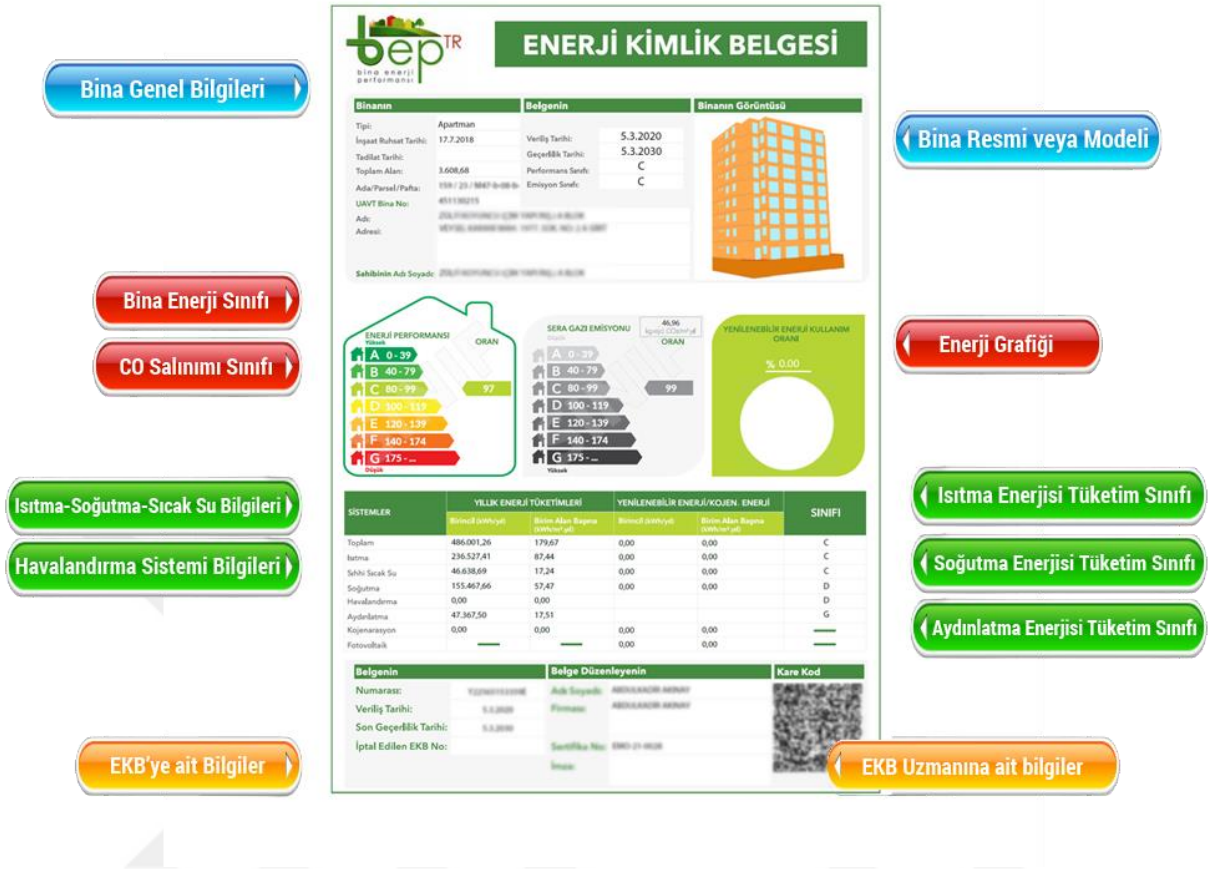 bep TR
bina enerji
performansı
ENERJİ KİMLİK BELGESİ
Bina Genel Bilgileri
Bina Resmi veya Modeli
Binanın
Belgenin
Binanın Görüntüsü
Tipi: Apartman
İnşaat Ruhsat Tarihi: 17.7.2018
Veriliş Tarihi: 5.3.2020
Tadilat Tarihi:
Geçerlilik Tarihi: 5.3.2030
Toplam Alan: 3.608,68
Performans Sınıfı: C
Ada/Parsel/Pafta:
Emisyon Sınıfı: C
UAVT Bina No:
Adı:
Adresi:
Sahibinin Adı Soyadı:
Bina Enerji Sınıfı
CO Salınımı Sınıfı
Enerji Grafiği
ENERJİ PERFORMANSI
Yüksek
ORAN
A 0-39
B 40-79
C 80-99
97
D 100-119
E 120-139
F 140-174
G 175-...
Düşük
SERA GAZI EMİSYONU
Düşük
46,96
ORAN
A 0-39
B 40-79
C 80-99
99
D 100-119
E 120-139
F 140-174
G 175-...
Yüksek
YENİLENEBİLİR ENERJİ KULLANIM
ORANI
% 0.00
Isıtma-Soğutma-Sıcak Su Bilgileri
Havalandırma Sistemi Bilgileri
Isıtma Enerjisi Tüketim Sınıfı
Soğutma Enerjisi Tüketim Sınıfı
Aydınlatma Enerjisi Tüketim Sınıfı
SİSTEMLER
YILLIK ENERJİ TÜKETİMLERİ
YENİLENEBİLİR ENERJİ/KOJEN. ENERJİ
SINIFI
Birincil (kWh/yıl)
Birim Alan Başına
(kWh/m² yıl)
Birincil (kWh/yıl)
Birim Alan Başına
(kWh/m² yıl)
Toplam 486.001,26 179,67 0,00 0,00 C
Isıtma 236.527,41 87,44 0,00 0,00 C
Sıhhi Sıcak Su 46.638,69 17,24 0,00 0,00 C
Soğutma 155.467,66 57,47 0,00 0,00 D
Havalandırma 0,00 0,00 D
Aydınlatma 47.367,50 17,51 G
Kojenarasyon 0,00 0,00 0,00 0,00
Fotovoltaik 0,00 0,00
Belgenin
Belge Düzenleyenin
Kare Kod
Numarası:
Adı Soyadı:
Veriliş Tarihi:
Firması:
Son Geçerlilik Tarihi:
İptal Edilen EKB No:
Sertifika No:
İmza:
EKB'ye ait Bilgiler
EKB Uzmanına ait bilgiler